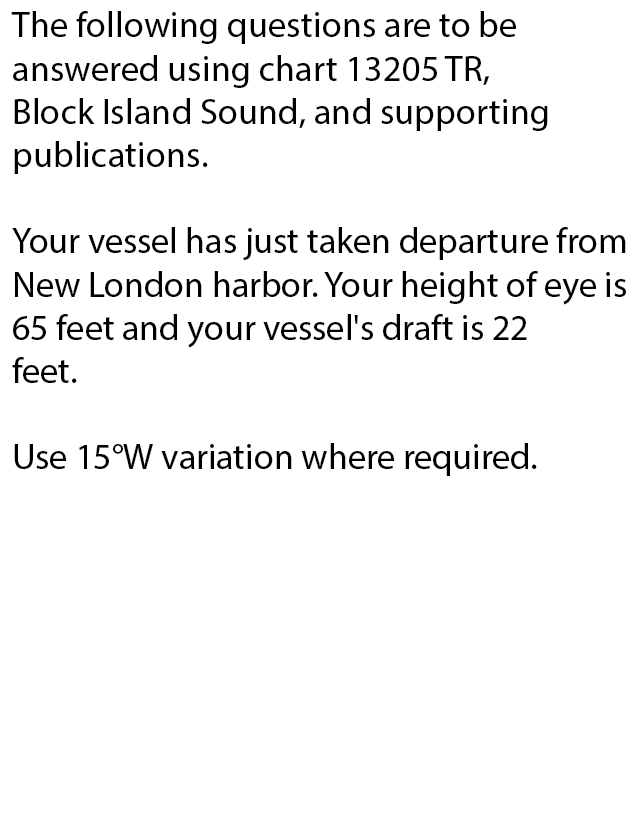 The following questions are to be
answered using chart 13205 TR,
Block Island Sound, and supporting
publications.
Your vessel has just taken departure from
New London harbor. Your height of eye is
65 feet and your vessel's draft is 22
feet.
Use 15°W variation where required.